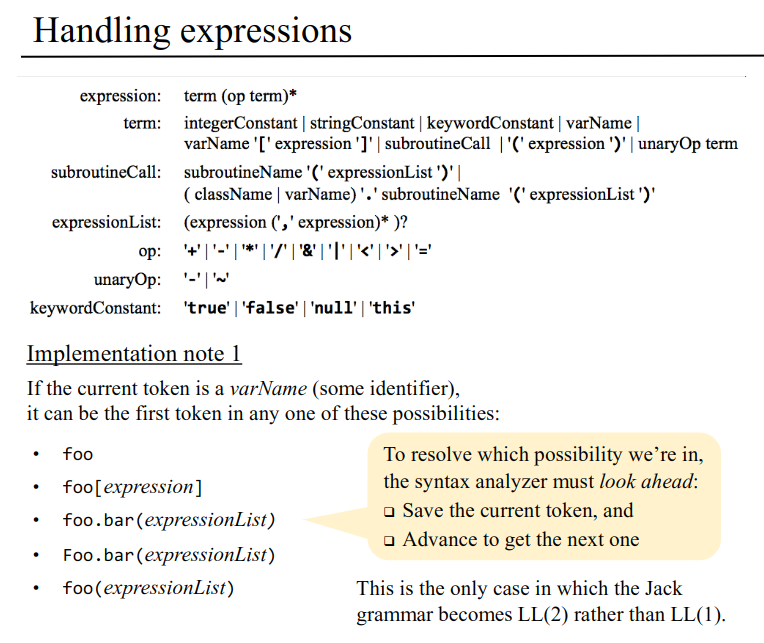 Handling expressions
expression: term (op term)*
term: integerConstant | stringConstant | keywordConstant | varName |
varName '[' expression ']' | subroutineCall | '(' expression ')' | unaryOp term
subroutineCall: subroutineName '(' expressionList ')' |
( className | varName) '.' subroutineName '(' expressionList ')'
expressionList: (expression (',' expression)* )?
op: '+' | '-' | '*' | '/' | '&' | '|' | '<' | '>' | '='
unaryOp: '-' | '~'
keywordConstant: 'true' | 'false' | 'null' | 'this'
Implementation note 1
If the current token is a varName (some identifier),
it can be the first token in any one of these possibilities:
• foo
• foo[expression]
• foo.bar(expressionList)
• Foo.bar(expressionList)
• foo(expressionList)
To resolve which possibility we're in,
the syntax analyzer must look ahead:
❑ Save the current token, and
❑ Advance to get the next one
This is the only case in which the Jack
grammar becomes LL(2) rather than LL(1).